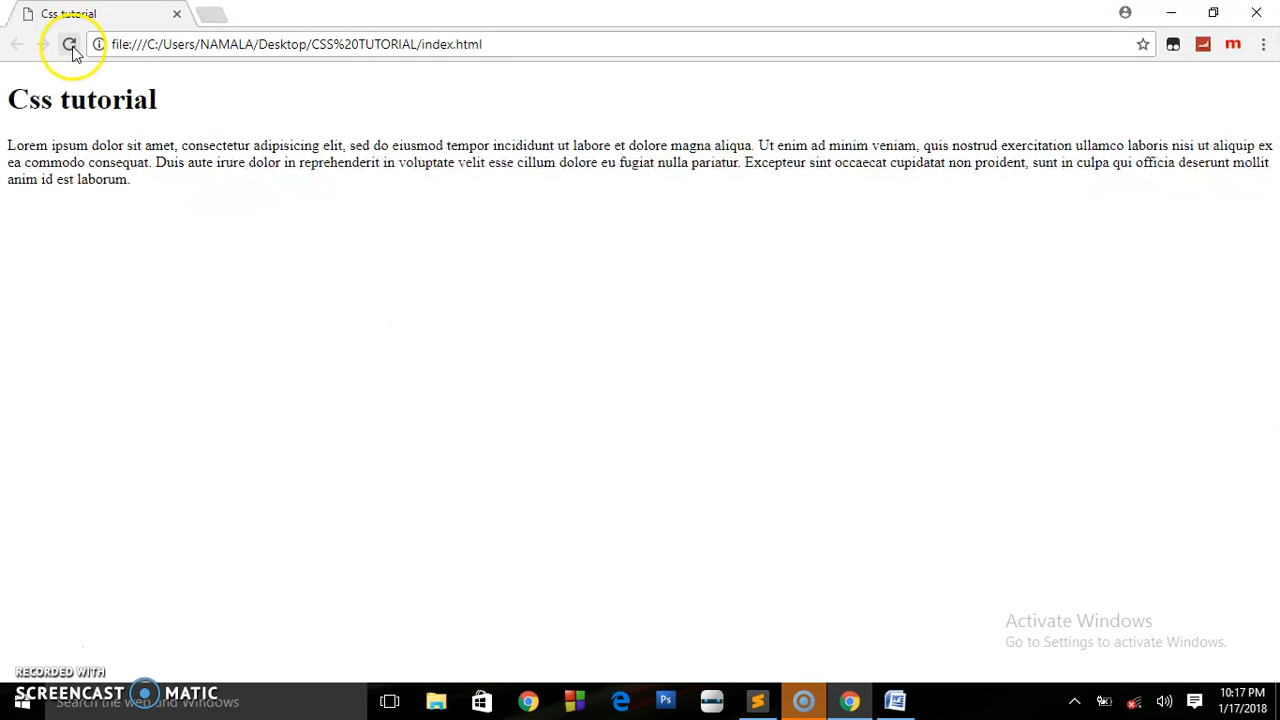 Css tutorial
file:///C:/Users/NAMALA/Desktop/CSS%20TUTORIAL/index.html
m
Css tutorial
Lorem ipsum dolor sit amet, consectetur adipisicing elit, sed do eiusmod tempor incididunt ut labore et dolore magna aliqua. Ut enim ad minim veniam, quis nostrud exercitation ullamco laboris nisi ut aliquip ex
ea commodo consequat. Duis aute irure dolor in reprehenderit in voluptate velit esse cillum dolore eu fugiat nulla pariatur. Excepteur sint occaecat cupidatat non proident, sunt in culpa qui officia deserunt mollit
anim id est laborum.
Activate Windows
Go to Settings to activate Windows.
RECORDED WITH
SCREENCAST MATIC
Search the web and Windows
Ps
10:17 PM
1/17/2018